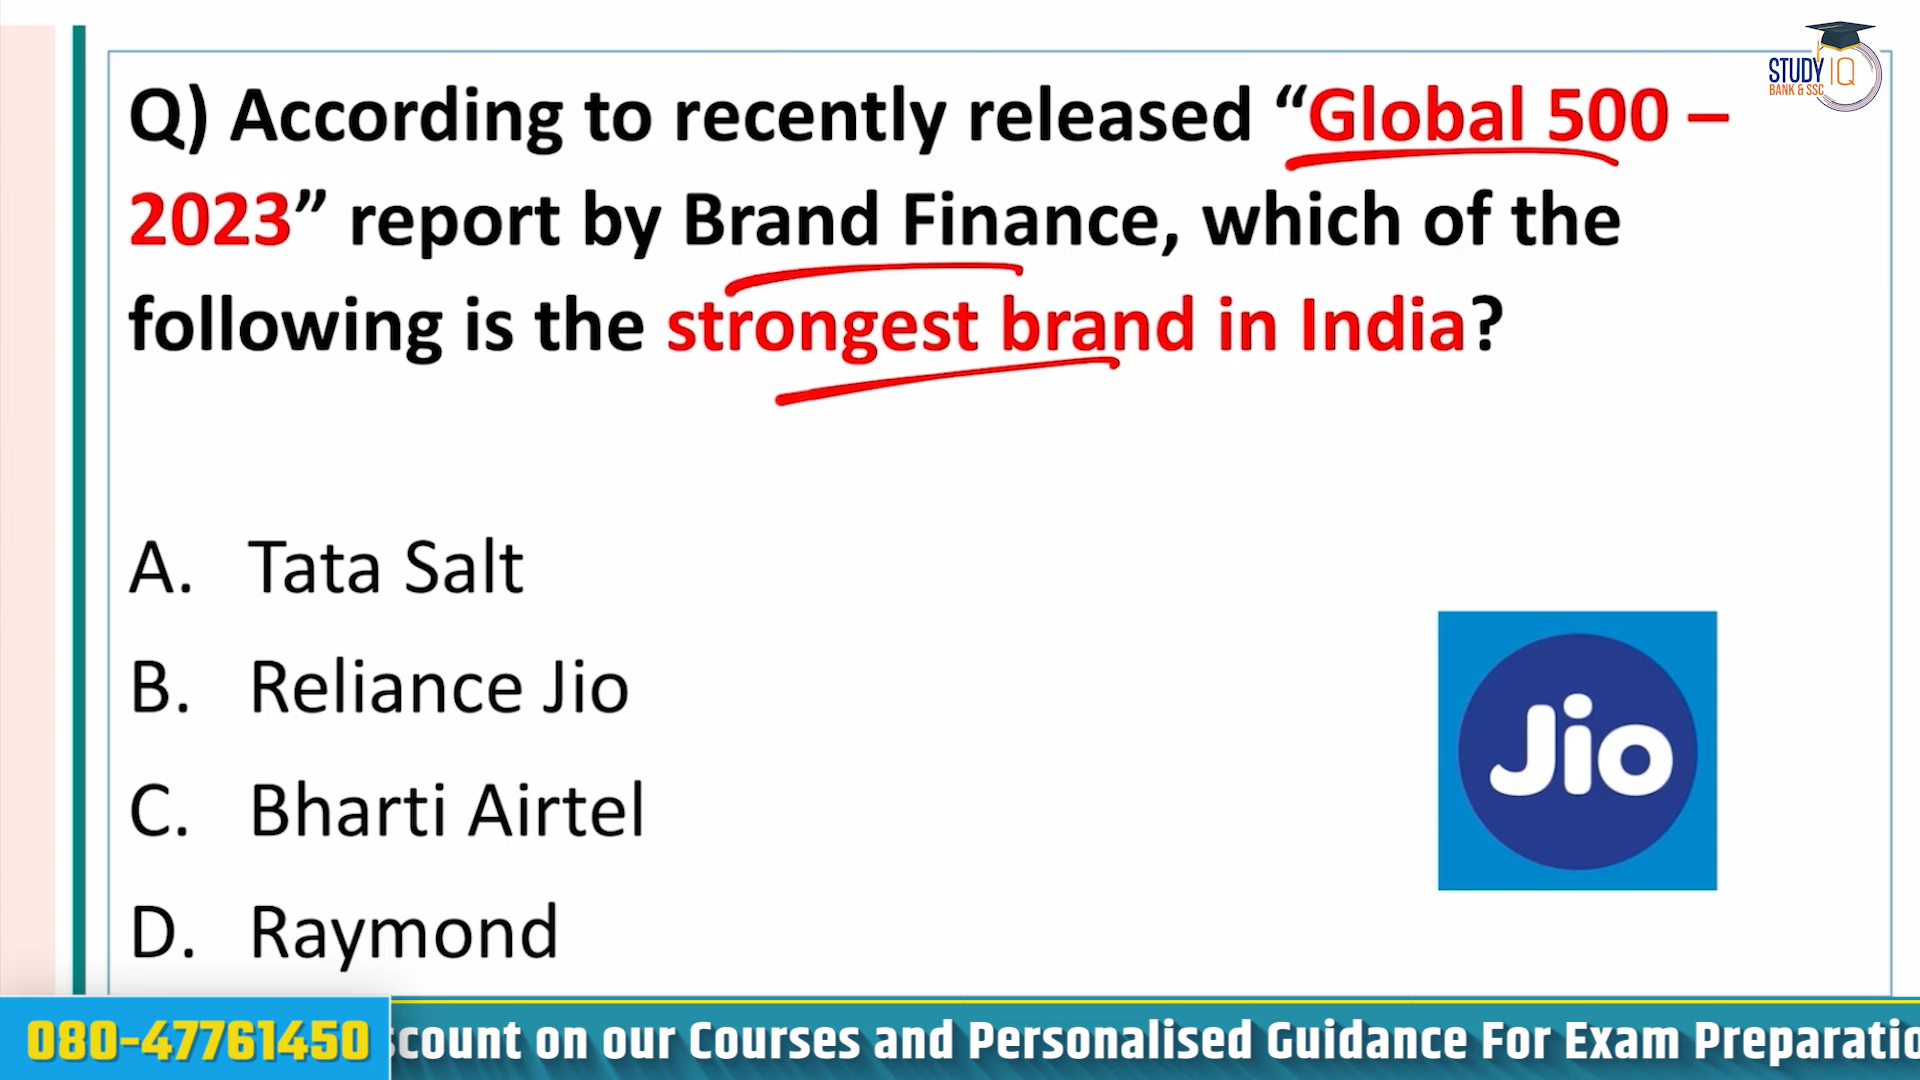 STUDY IQ
BANK & SSC
Q) According to recently released “Global 500 –
2023” report by Brand Finance, which of the
following is the strongest brand in India?
A. Tata Salt
B. Reliance Jio
C. Bharti Airtel
D. Raymond
Jio
080-47761450
scount on our Courses and Personalised Guidance For Exam Preparatio